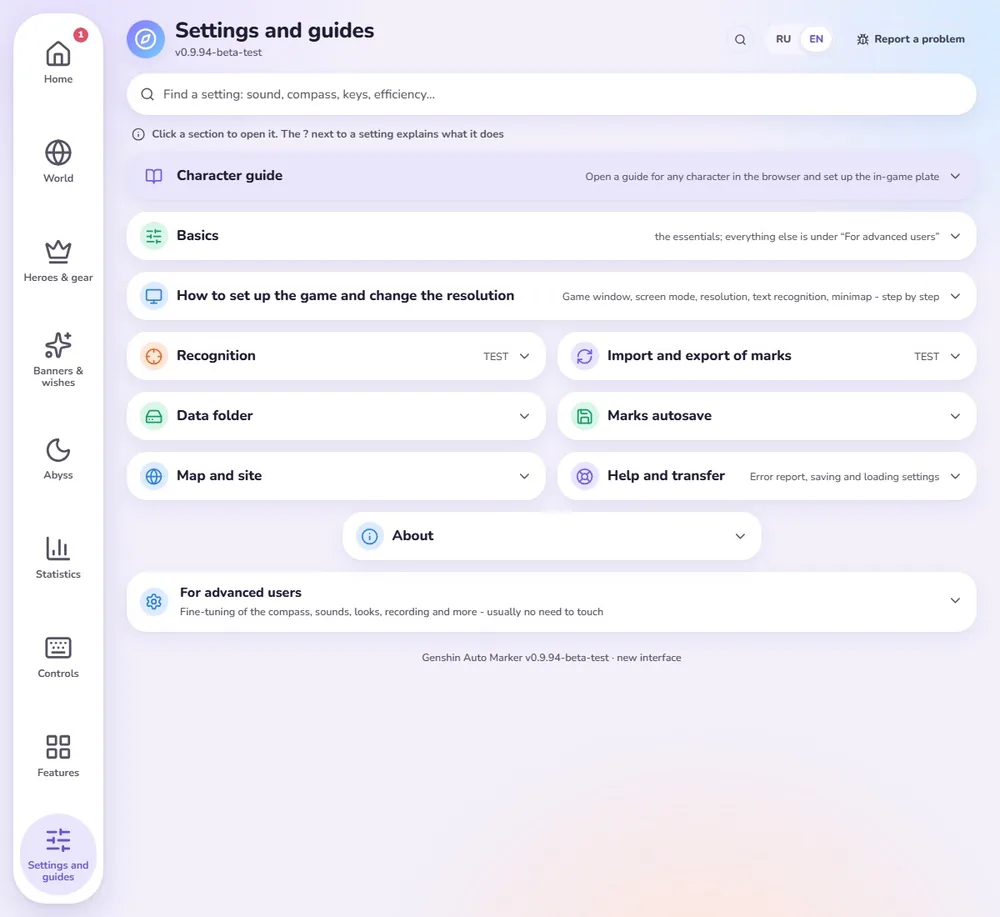 1
Home
World
Heroes & gear
Banners &
wishes
Abyss
Statistics
Controls
Features
Settings and
guides
Settings and guides
v0.9.94-beta-test
RU EN Report a problem
Find a setting: sound, compass, keys, efficiency...
Click a section to open it. The ? next to a setting explains what it does
Character guide Open a guide for any character in the browser and set up the in-game plate
Basics the essentials; everything else is under “For advanced users”
How to set up the game and change the resolution Game window, screen mode, resolution, text recognition, minimap - step by step
Recognition TEST
Import and export of marks TEST
Data folder
Marks autosave
Map and site
Help and transfer Error report, saving and loading settings
About
For advanced users
Fine-tuning of the compass, sounds, looks, recording and more - usually no need to touch
Genshin Auto Marker v0.9.94-beta-test · new interface